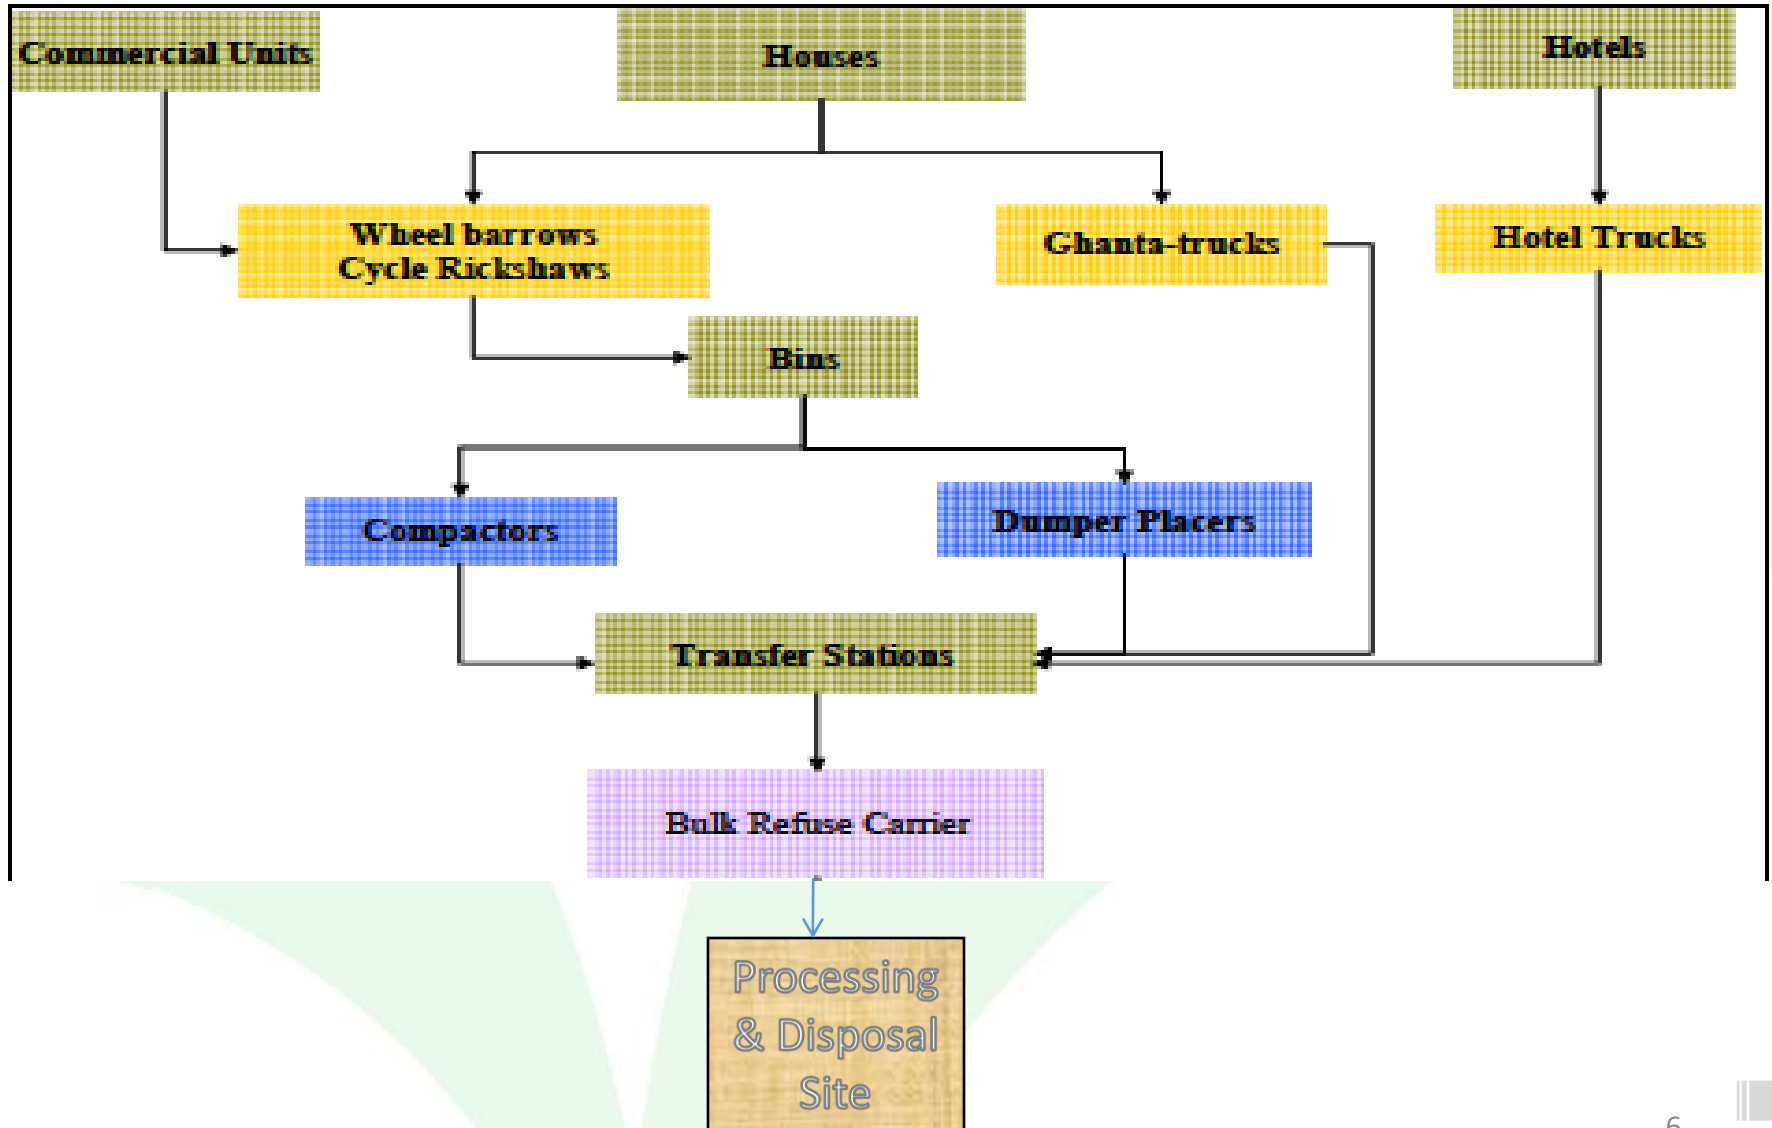 Commercial Units
Houses
Hotels
Wheel barrows
Cycle Rickshaws
Ghanta-trucks
Hotel Trucks
Bins
Compactors
Dumper Placers
Transfer Stations
Bulk Refuse Carrier
Processing
& Disposal
Site
6